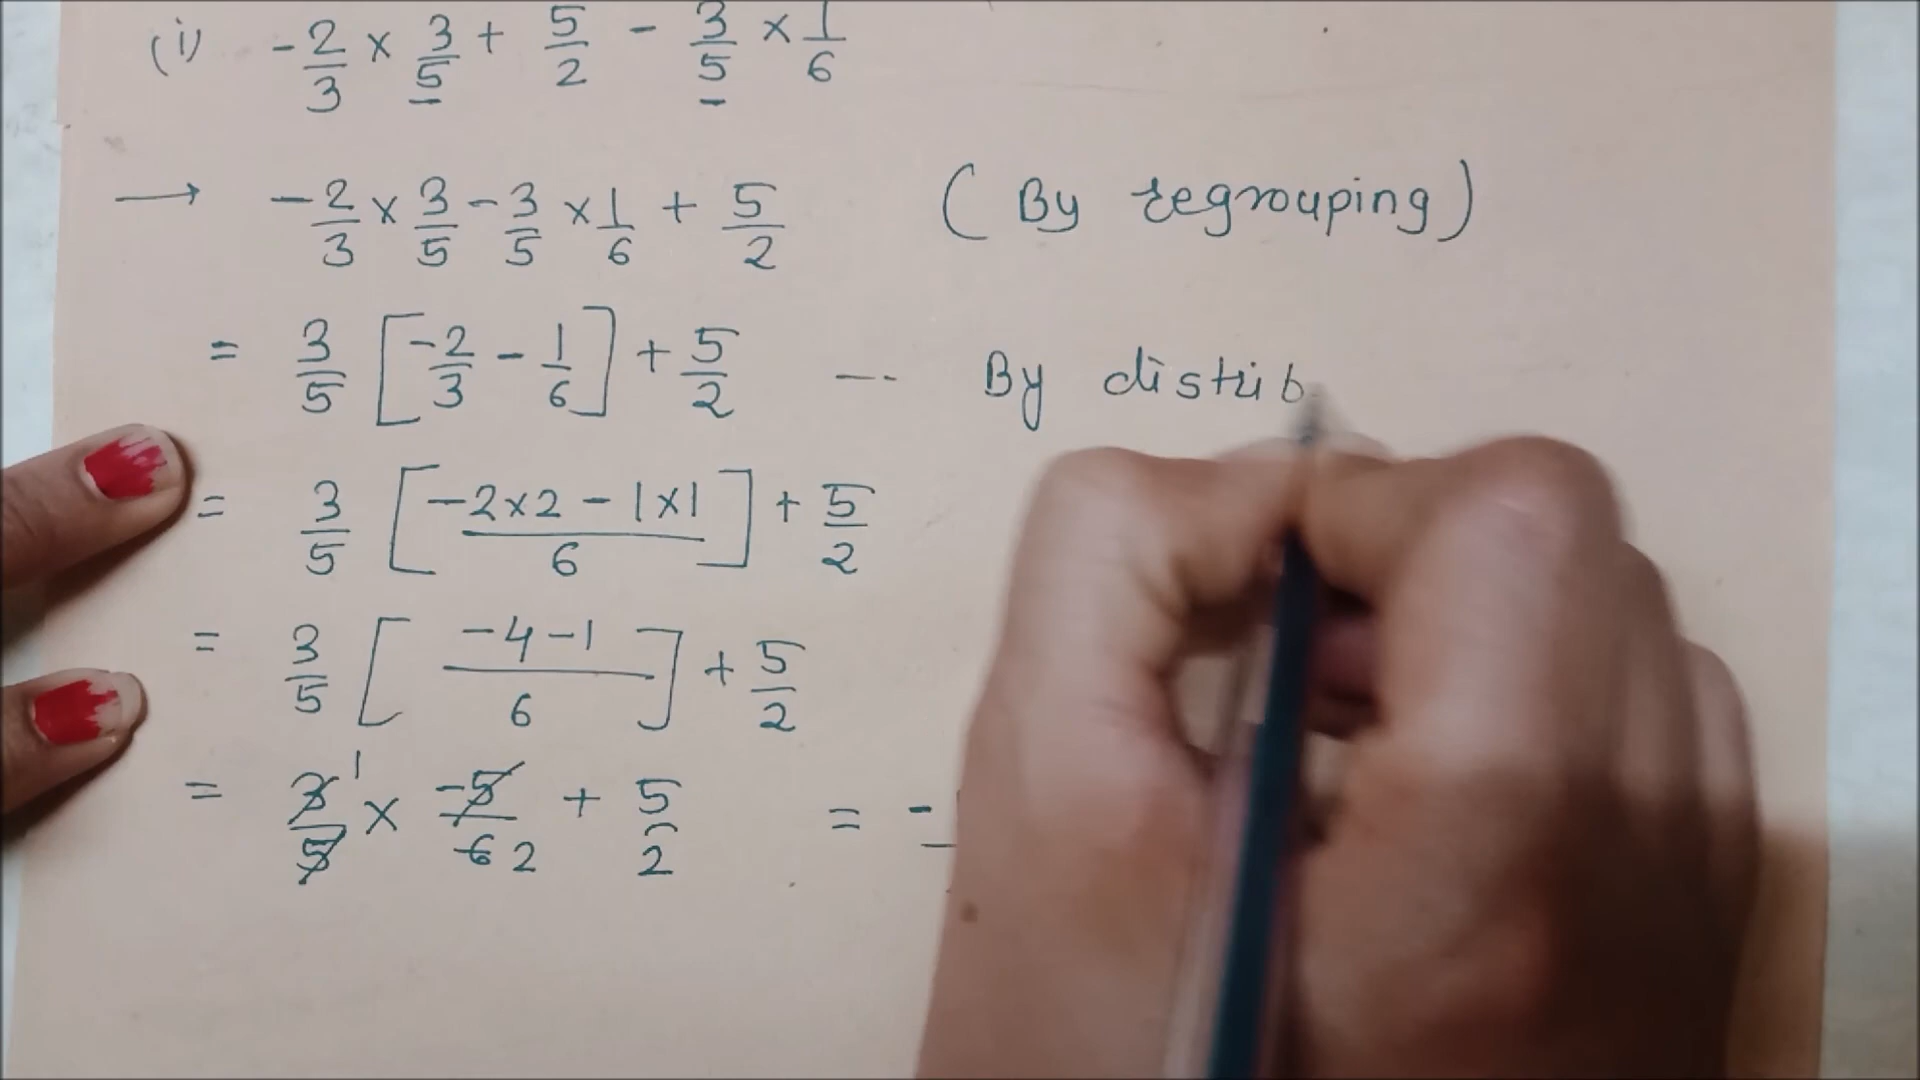 (i) -2/3 × 3/5 + 5/2 - 3/5 × 1/6
→ -2/3 × 3/5 - 3/5 × 1/6 + 5/2 (By regrouping)
= 3/5 [-2/3 - 1/6] + 5/2 --- By distrib
= 3/5 [(-2×2 - 1×1)/6] + 5/2
= 3/5 [(-4-1)/6] + 5/2
= 3/5 1 × -5/6 2 + 5/2 = -